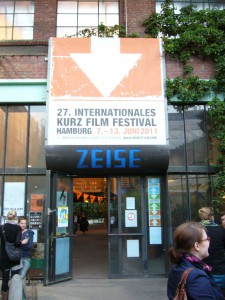 27. INTERNATIONALES
KURZ FILM FESTIVAL
HAMBURG 7. – 13. JUNI 2011
ZEISE